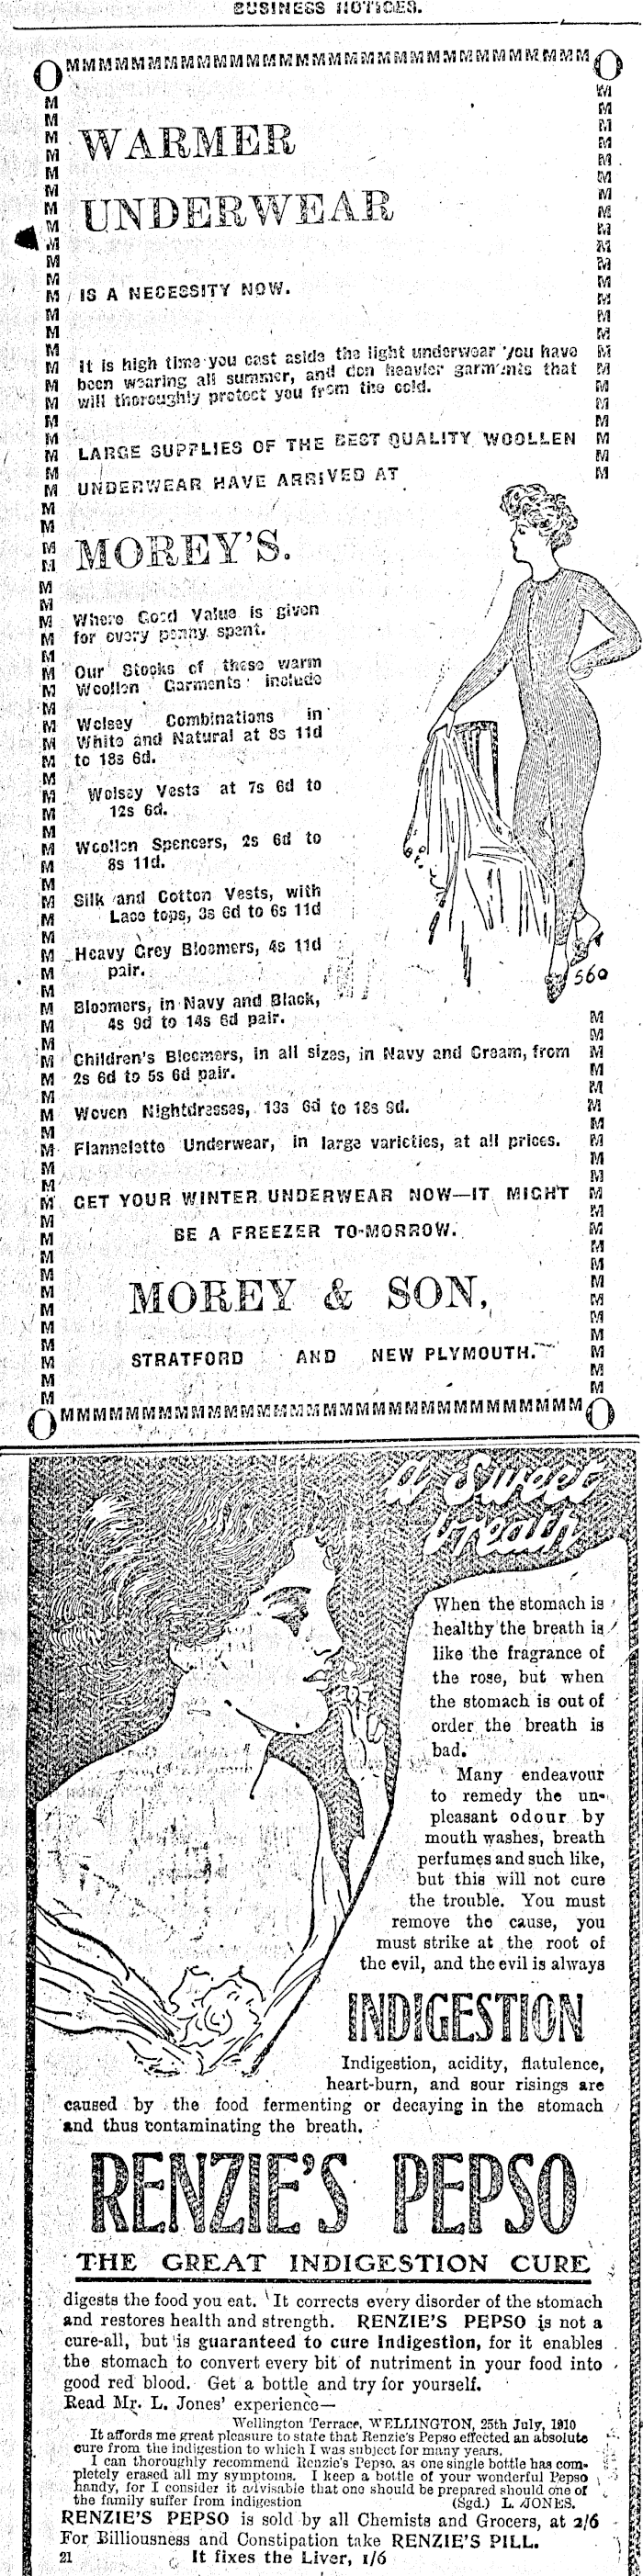 BUSINESS NOTICES.
OMMMMMMMMMMMMMMMMMMMMMMMMMMMMMMMMO
WARMER
UNDERWEAR
IS A NECESSITY NOW.
It is high time you cast aside the light underwear you have
been wearing all summer, and don heavier garments that
will thoroughly protect you from the cold.
LARGE SUPPLIES OF THE BEST QUALITY WOOLLEN
UNDERWEAR HAVE ARRIVED AT
MOREY'S.
Where Good Value is given
for every penny spent.
Our Stocks of these warm
Woollen Garments include
Wolsey Combinations in
White and Natural at 8s 11d
to 18s 6d.
Wolsey Vests at 7s 6d to
12s 6d.
Woollen Spencers, 2s 6d to
8s 11d.
Silk and Cotton Vests, with
Lace tops, 3s 6d to 6s 11d
Heavy Grey Bloomers, 4s 11d
pair.
560
Bloomers, in Navy and Black,
4s 9d to 14s 6d pair.
Children's Bloomers, in all sizes, in Navy and Cream, from
2s 6d to 5s 6d pair.
Woven Nightdresses, 13s 6d to 18s 9d.
Flannelette Underwear, in large varieties, at all prices.
GET YOUR WINTER UNDERWEAR NOW—IT MIGHT
BE A FREEZER TO-MORROW.
MOREY & SON,
STRATFORD AND NEW PLYMOUTH.
OMMMMMMMMMMMMMMMMMMMMMMMMMMMMMMMMO
A Sweet
breath
When the stomach is
healthy the breath is
like the fragrance of
the rose, but when
the stomach is out of
order the breath is
bad.
Many endeavour
to remedy the un-
pleasant odour by
mouth washes, breath
perfumes and such like,
but this will not cure
the trouble. You must
remove the cause, you
must strike at the root of
the evil, and the evil is always
INDIGESTION
Indigestion, acidity, flatulence,
heart-burn, and sour risings are
caused by the food fermenting or decaying in the stomach
and thus contaminating the breath.
RENZIE'S PEPSO
THE GREAT INDIGESTION CURE
digests the food you eat. It corrects every disorder of the stomach
and restores health and strength. RENZIE'S PEPSO is not a
cure-all, but is guaranteed to cure Indigestion, for it enables
the stomach to convert every bit of nutriment in your food into
good red blood. Get a bottle and try for yourself.
Read Mr. L. Jones' experience—
Wellington Terrace, WELLINGTON, 25th July, 1910
It affords me great pleasure to state that Renzie's Pepso effected an absolute
cure from the indigestion to which I was subject for many years.
I can thoroughly recommend Renzie's Pepso, as one single bottle has com-
pletely erased all my symptoms. I keep a bottle of your wonderful Pepso
handy, for I consider it advisable that one should be prepared should one of
the family suffer from indigestion (Sgd.) L. JONES.
RENZIE'S PEPSO is sold by all Chemists and Grocers, at 2/6
For Billiousness and Constipation take RENZIE'S PILL.
21 It fixes the Liver, 1/6